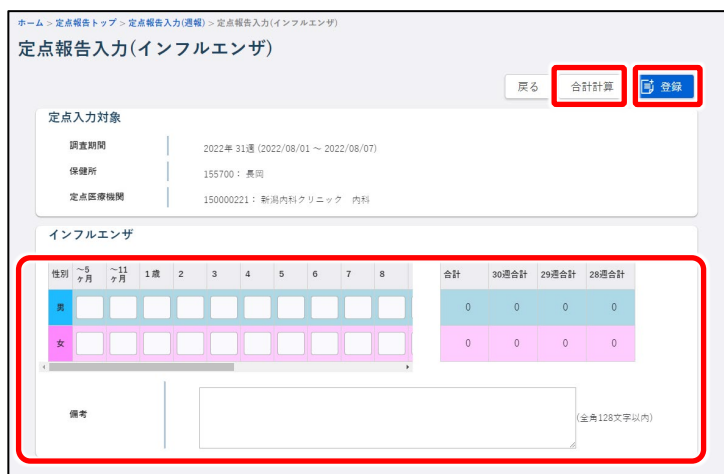 ホーム > 定点報告トップ > 定点報告入力(週報) > 定点報告入力(インフルエンザ)
定点報告入力(インフルエンザ)
戻る 合計計算 登録
定点入力対象
調査期間 2022年 31週 (2022/08/01 ～ 2022/08/07)
保健所 155700： 長岡
定点医療機関 150000221： 新潟内科クリニック 内科
インフルエンザ
性別 ～5ヶ月 ～11ヶ月 1歳 2 3 4 5 6 7 8 合計 30週合計 29週合計 28週合計
男 0 0 0 0
女 0 0 0 0
備考 (全角128文字以内)